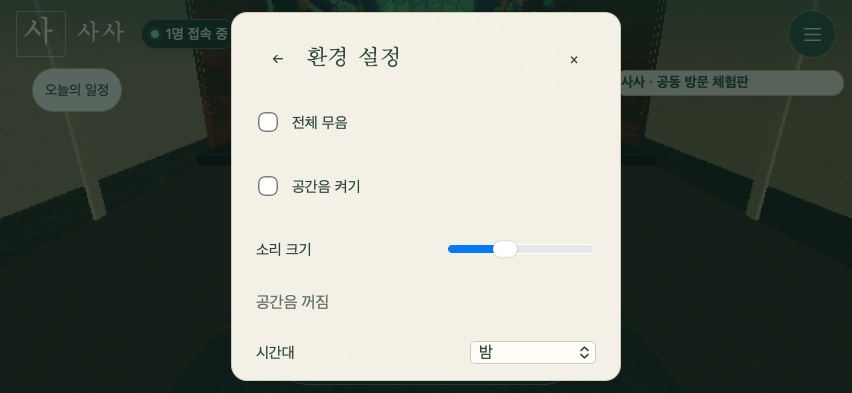 사 사사 1명 접속 중
오늘의 일정
사사 · 공동 방문 체험판
← 환경 설정 ×
전체 무음
공간음 켜기
소리 크기
공간음 꺼짐
시간대 밤